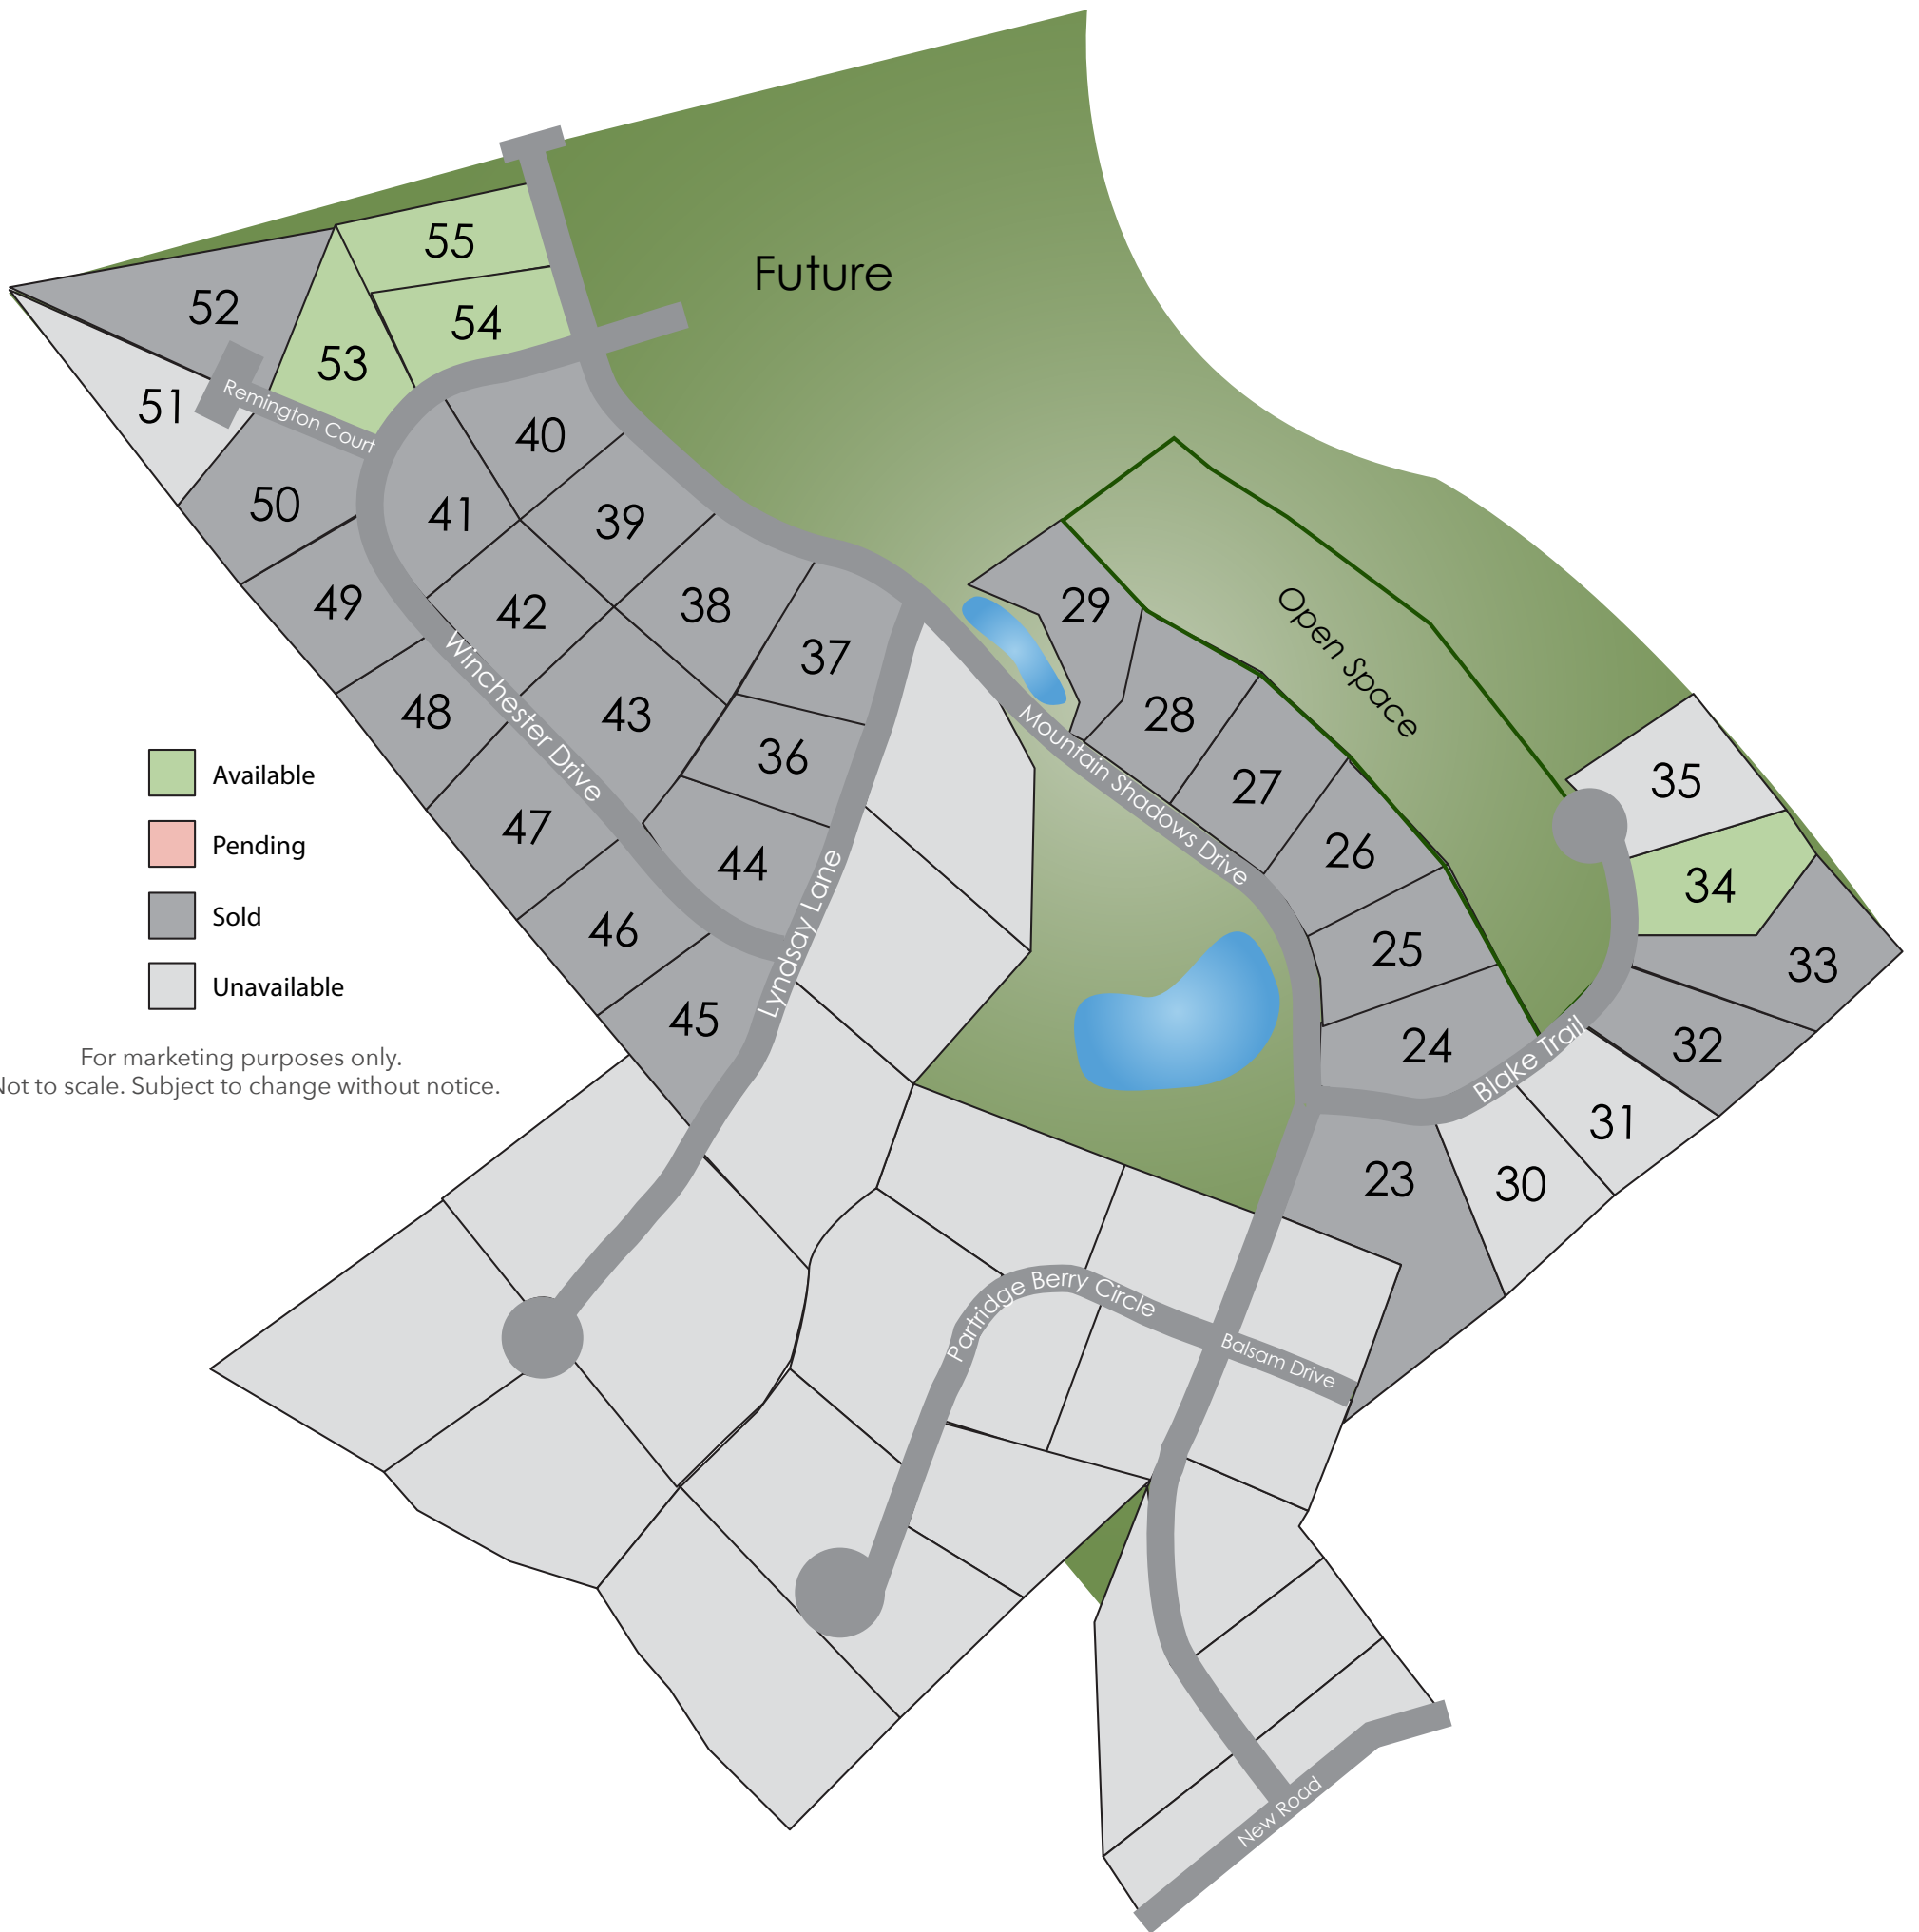 Future
55
54
52
53
51
Remington Court
50
40
41
39
49
42
38
37
29
Open Space
48
Winchester Drive
43
36
28
Mountain Shadows Drive
27
35
Available
47
44
26
34
Pending
Lyndsay Lane
Sold
46
25
33
Unavailable
45
24
32
Blake Trail
For marketing purposes only.
Not to scale. Subject to change without notice.
31
23
30
Partridge Berry Circle
Balsam Drive
New Road